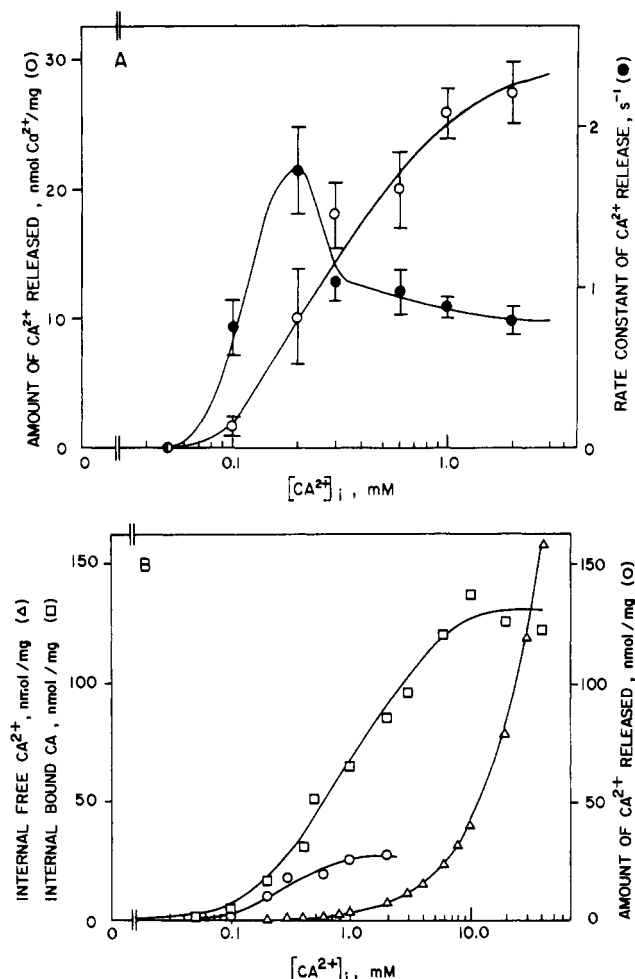 A
AMOUNT OF CA²⁺ RELEASED , nmol Ca²⁺/mg (○)
30
20
10
0
RATE CONSTANT OF CA²⁺ RELEASE, s⁻¹ (●)
2
1
0
0 0.1 1.0
[CA²⁺]i , mM
B
INTERNAL FREE CA²⁺, nmol/mg (△)
INTERNAL BOUND CA, nmol/mg (□)
150
100
50
0
AMOUNT OF CA²⁺ RELEASED, nmol/mg (○)
150
100
50
0
0 0.1 1.0 10.0
[CA²⁺]i , mM